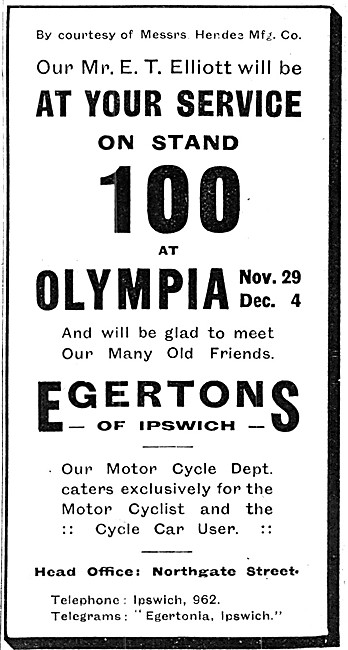 By courtesy of Messrs. Hendee Mfg. Co.
Our Mr. E. T. Elliott will be
AT YOUR SERVICE
ON STAND
100
AT
OLYMPIA Nov. 29
Dec. 4
And will be glad to meet
Our Many Old Friends.
EGERTONS
— OF IPSWICH —
Our Motor Cycle Dept.
caters exclusively for the
Motor Cyclist and the
:: Cycle Car User. ::
Head Office: Northgate Street.
Telephone: Ipswich, 962.
Telegrams: "Egertonia, Ipswich."